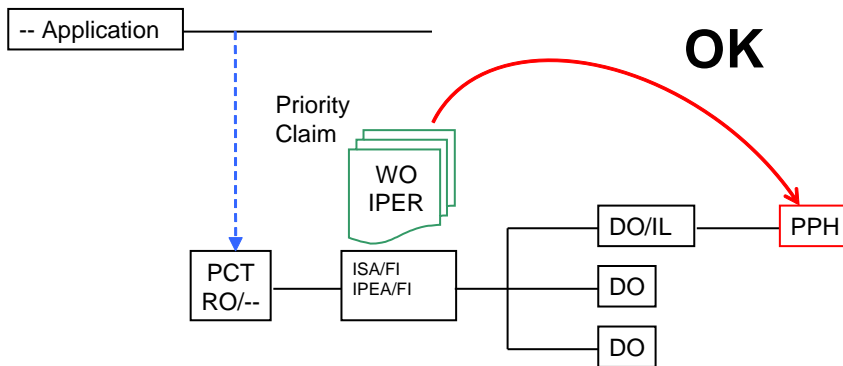 -- Application
OK
Priority
Claim
WO
IPER
DO/IL
PPH
PCT
RO/--
ISA/FI
IPEA/FI
DO
DO